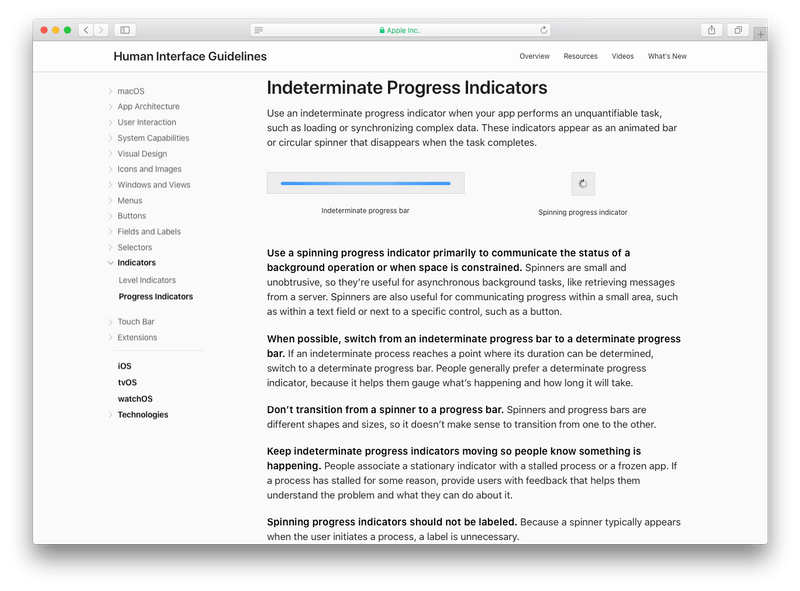 Apple Inc.
Human Interface Guidelines
Overview
Resources
Videos
What's New
macOS
App Architecture
User Interaction
System Capabilities
Visual Design
Icons and Images
Windows and Views
Menus
Buttons
Fields and Labels
Selectors
Indicators
Level Indicators
Progress Indicators
Touch Bar
Extensions
iOS
tvOS
watchOS
Technologies
Indeterminate Progress Indicators
Use an indeterminate progress indicator when your app performs an unquantifiable task,
such as loading or synchronizing complex data. These indicators appear as an animated bar
or circular spinner that disappears when the task completes.
Indeterminate progress bar
Spinning progress indicator
Use a spinning progress indicator primarily to communicate the status of a
background operation or when space is constrained. Spinners are small and
unobtrusive, so they're useful for asynchronous background tasks, like retrieving messages
from a server. Spinners are also useful for communicating progress within a small area, such
as within a text field or next to a specific control, such as a button.
When possible, switch from an indeterminate progress bar to a determinate progress
bar. If an indeterminate process reaches a point where its duration can be determined,
switch to a determinate progress bar. People generally prefer a determinate progress
indicator, because it helps them gauge what's happening and how long it will take.
Don't transition from a spinner to a progress bar. Spinners and progress bars are
different shapes and sizes, so it doesn't make sense to transition from one to the other.
Keep indeterminate progress indicators moving so people know something is
happening. People associate a stationary indicator with a stalled process or a frozen app. If
a process has stalled for some reason, provide users with feedback that helps them
understand the problem and what they can do about it.
Spinning progress indicators should not be labeled. Because a spinner typically appears
when the user initiates a process, a label is unnecessary.